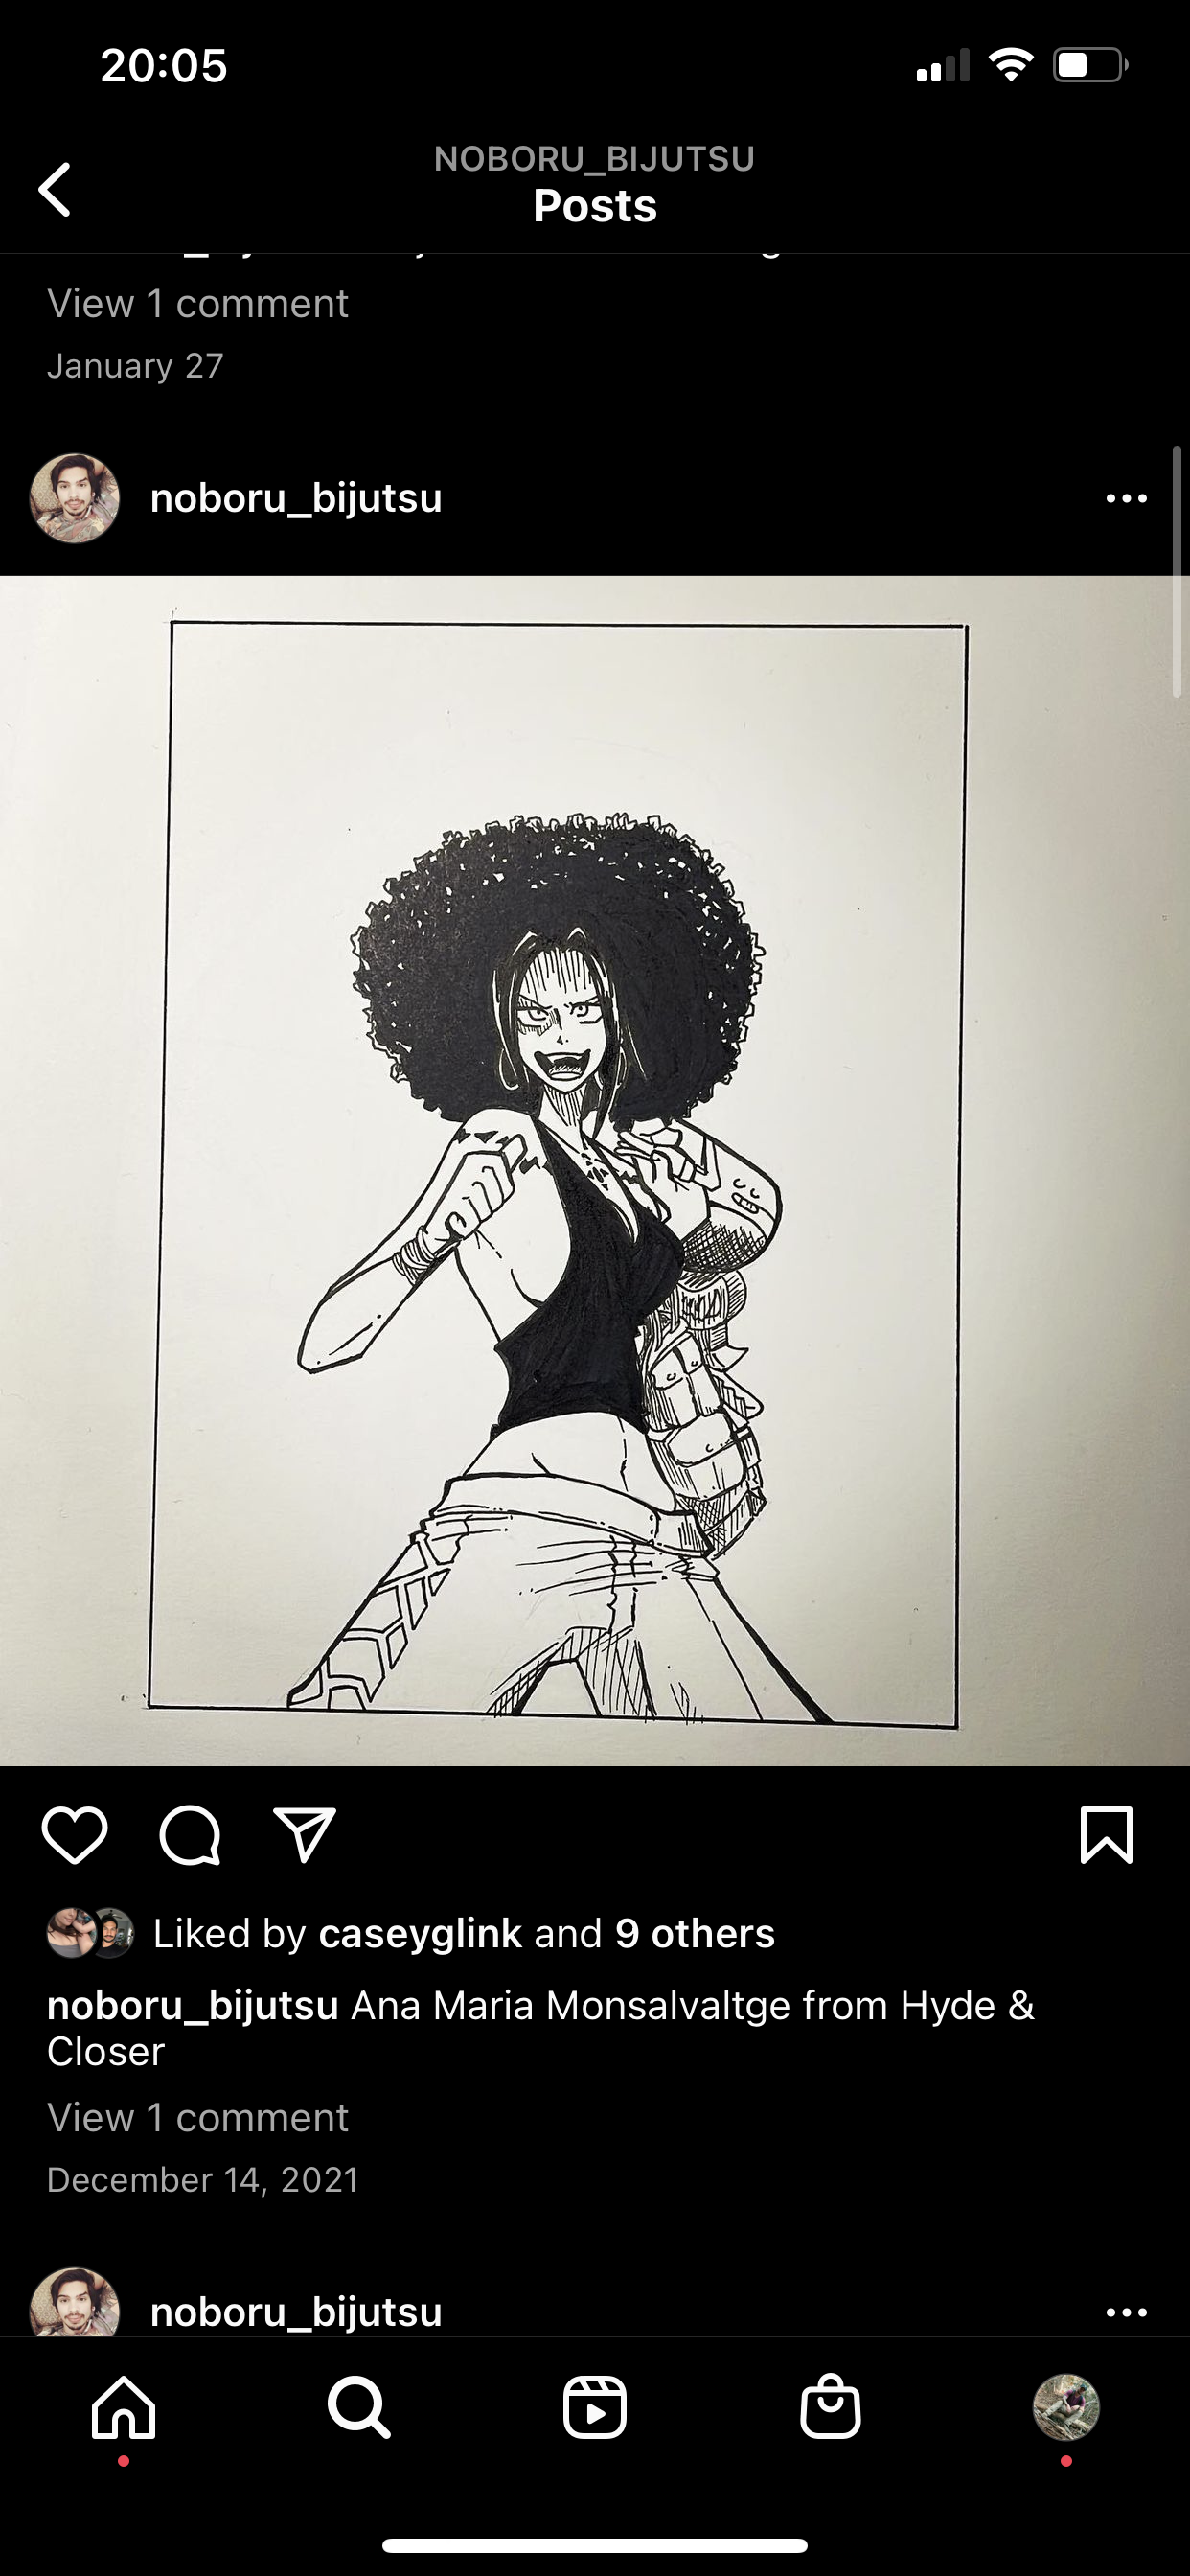 20:05
NOBORU_BIJUTSU
Posts
View 1 comment
January 27
noboru_bijutsu
Liked by caseyglink and 9 others
noboru_bijutsu Ana Maria Monsalvaltge from Hyde &
Closer
View 1 comment
December 14, 2021
noboru_bijutsu